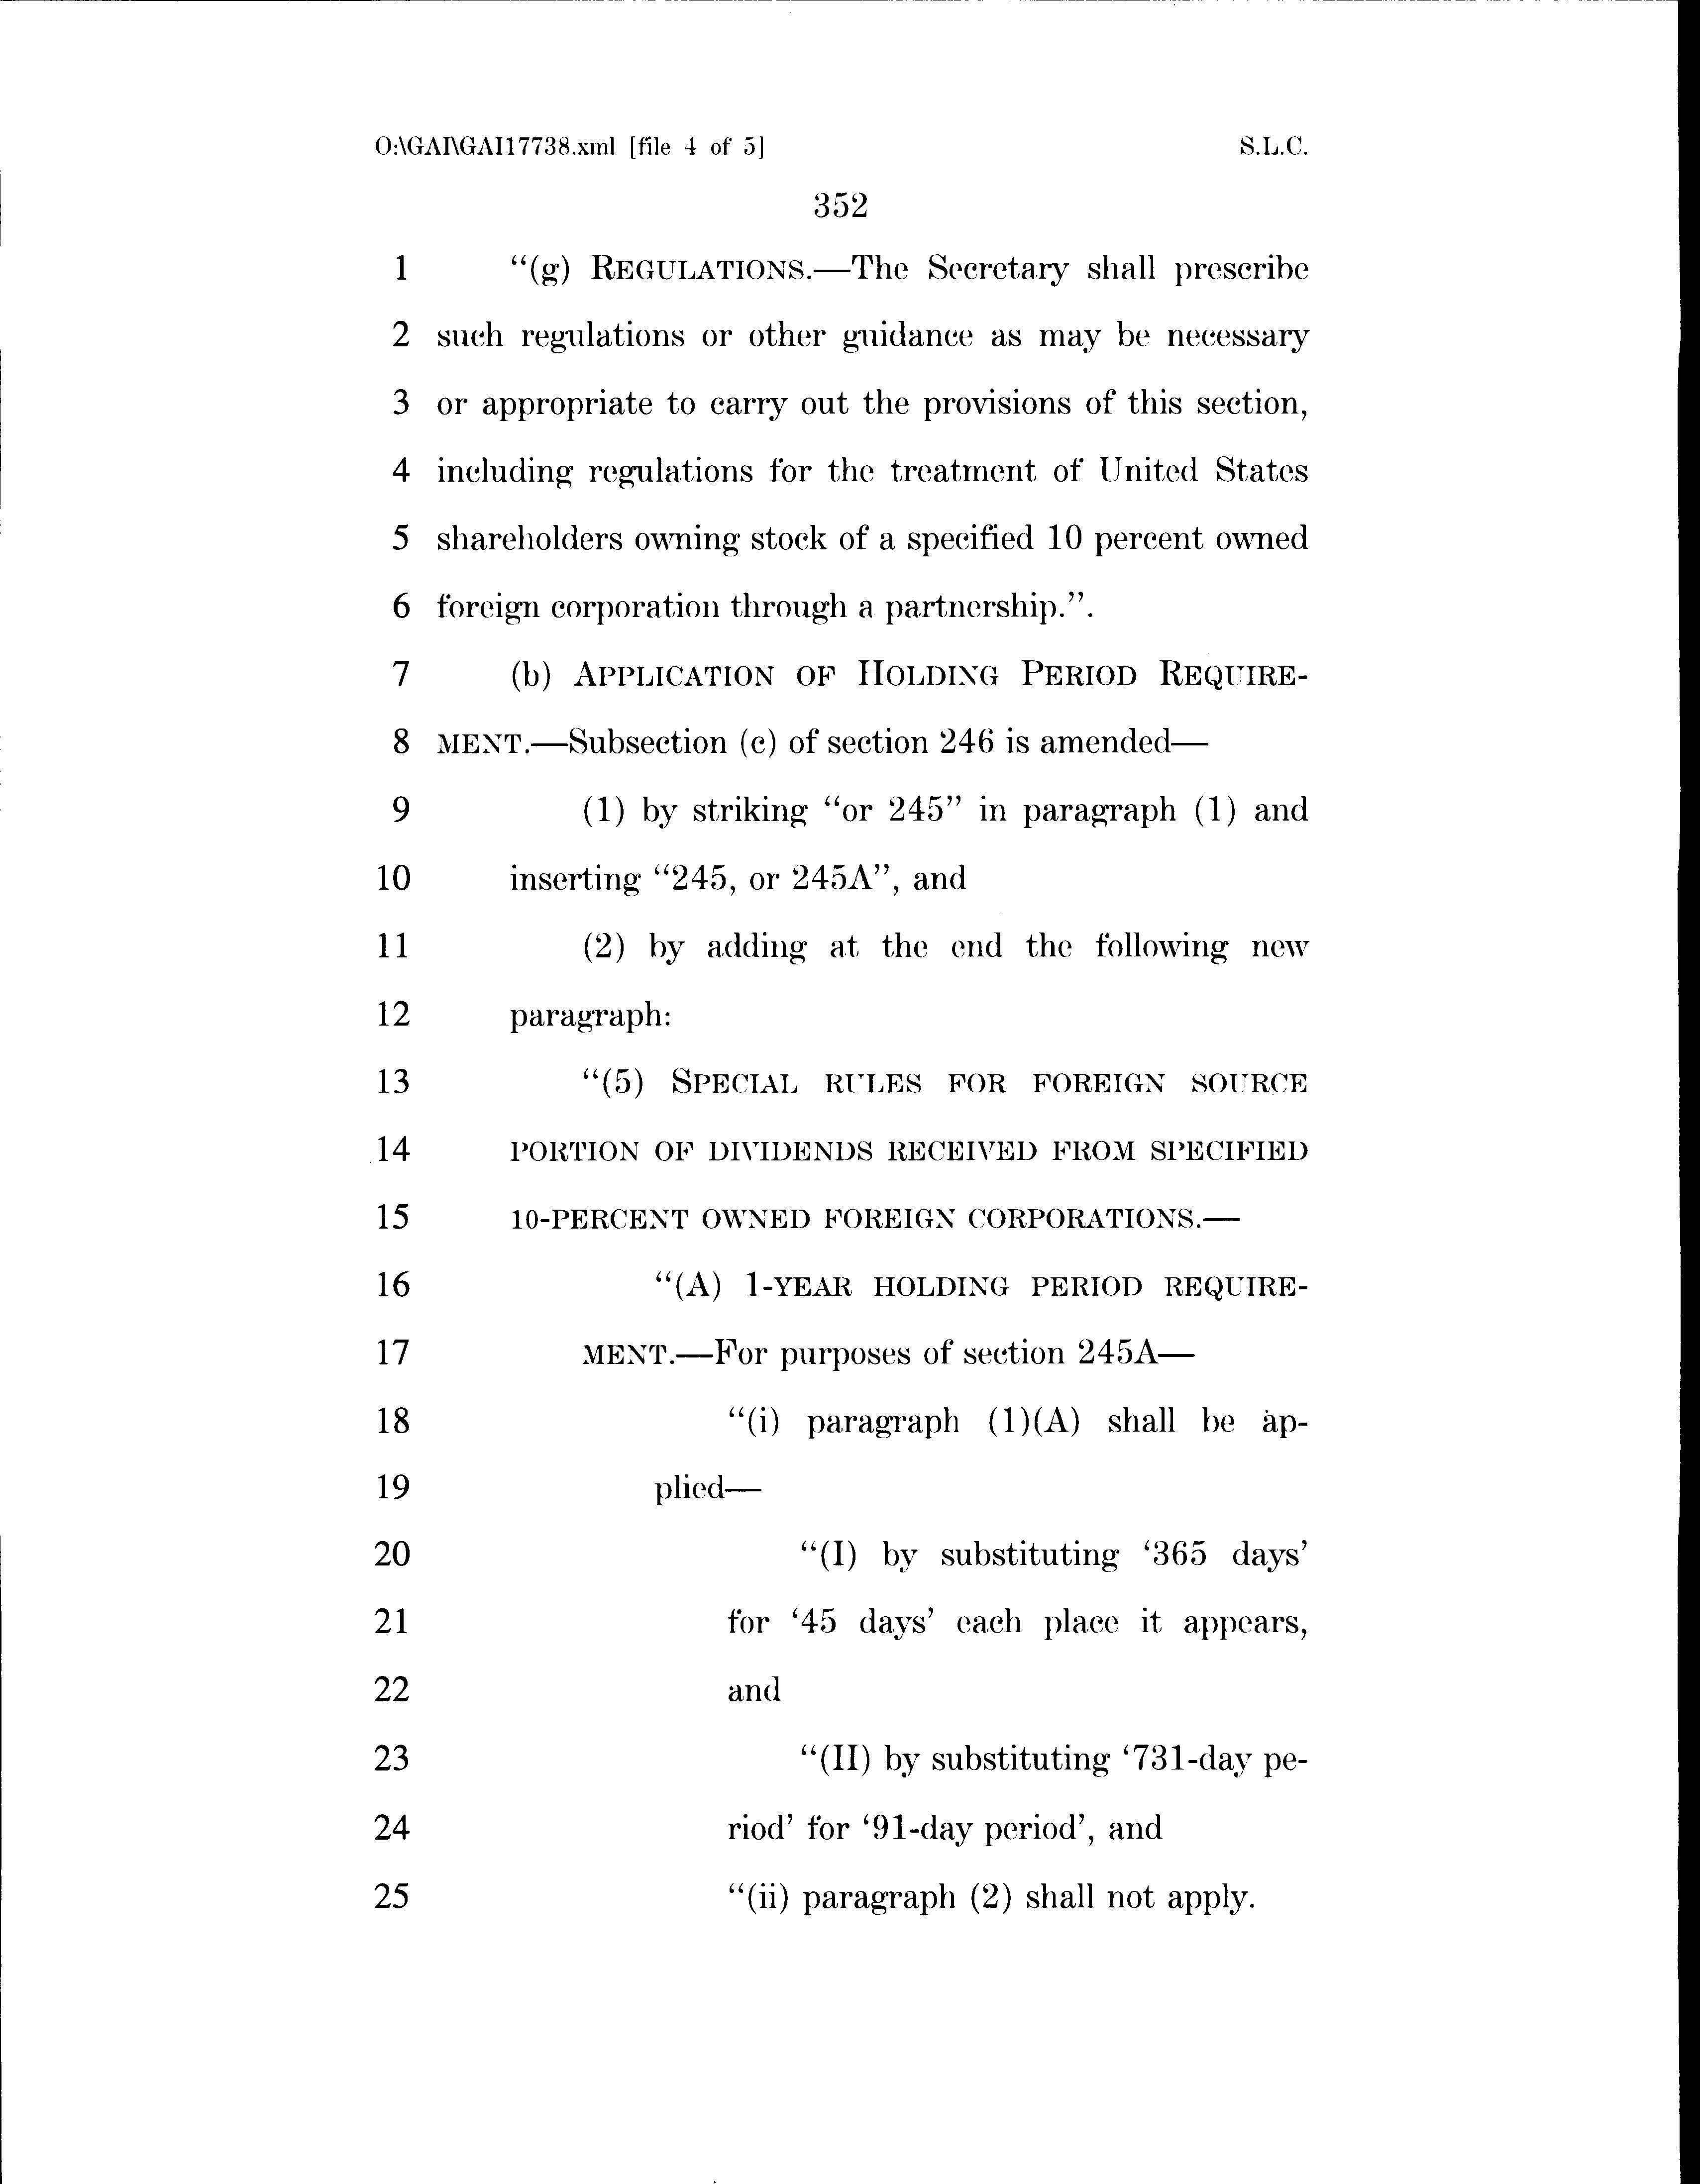 O:\GAI\GAI17738.xml [file 4 of 5] S.L.C.
352
1 “(g) REGULATIONS.—The Secretary shall prescribe
2 such regulations or other guidance as may be necessary
3 or appropriate to carry out the provisions of this section,
4 including regulations for the treatment of United States
5 shareholders owning stock of a specified 10 percent owned
6 foreign corporation through a partnership.”.
7 (b) APPLICATION OF HOLDING PERIOD REQUIRE-
8 MENT.—Subsection (c) of section 246 is amended—
9 (1) by striking “or 245” in paragraph (1) and
10 inserting “245, or 245A”, and
11 (2) by adding at the end the following new
12 paragraph:
13 “(5) SPECIAL RULES FOR FOREIGN SOURCE
14 PORTION OF DIVIDENDS RECEIVED FROM SPECIFIED
15 10-PERCENT OWNED FOREIGN CORPORATIONS.—
16 “(A) 1-YEAR HOLDING PERIOD REQUIRE-
17 MENT.—For purposes of section 245A—
18 “(i) paragraph (1)(A) shall be ap-
19 plied—
20 “(I) by substituting ‘365 days’
21 for ‘45 days’ each place it appears,
22 and
23 “(II) by substituting ‘731-day pe-
24 riod’ for ‘91-day period’, and
25 “(ii) paragraph (2) shall not apply.